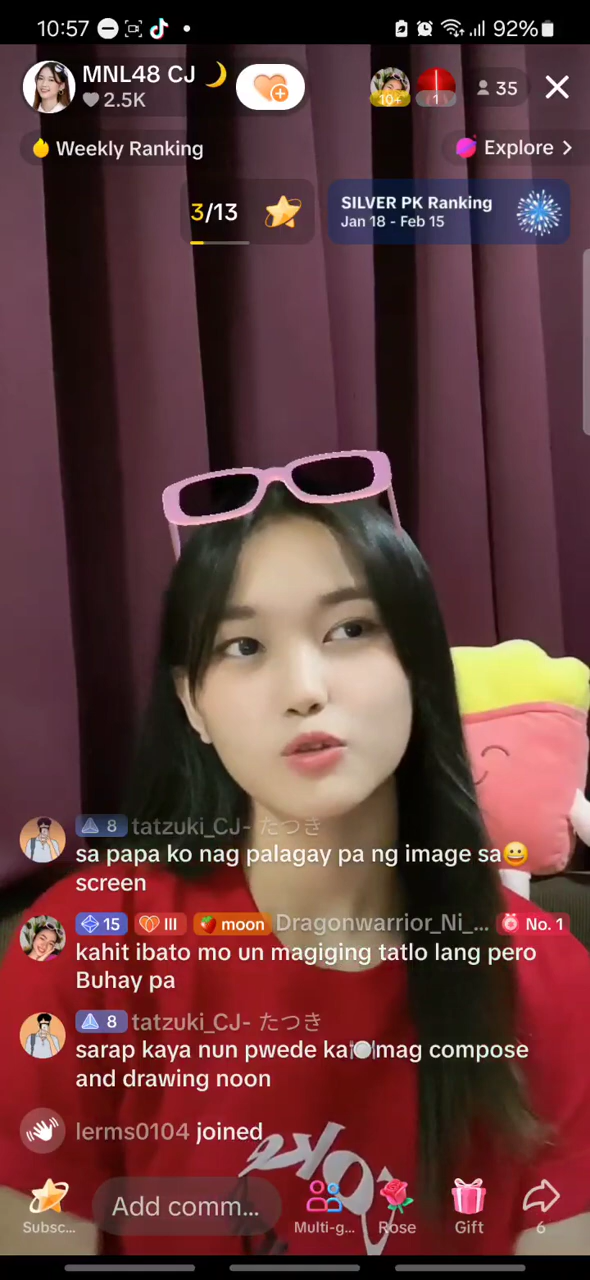 10:57
92%
MNL48 CJ 🌙
2.5K
10+
1
35
Weekly Ranking
Explore >
3/13
SILVER PK Ranking
Jan 18 - Feb 15
8 tatzuki_CJ- たつき
sa papa ko nag palagay pa ng image sa😀
screen
15 III moon Dragonwarrior_Ni_... No. 1
kahit ibato mo un magiging tatlo lang pero
Buhay pa
8 tatzuki_CJ- たつき
sarap kaya nun pwede ka🍽mag compose
and drawing noon
lerms0104 joined
Add comm...
Subsc...
Multi-g...
Rose
Gift
6